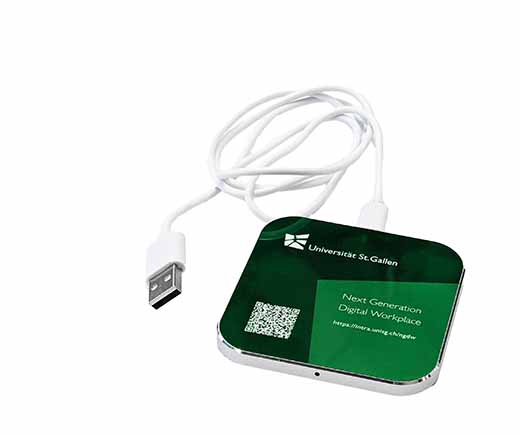 Universität St.Gallen
Next Generation
Digital Workplace
https://intra.unisg.ch/ngdw